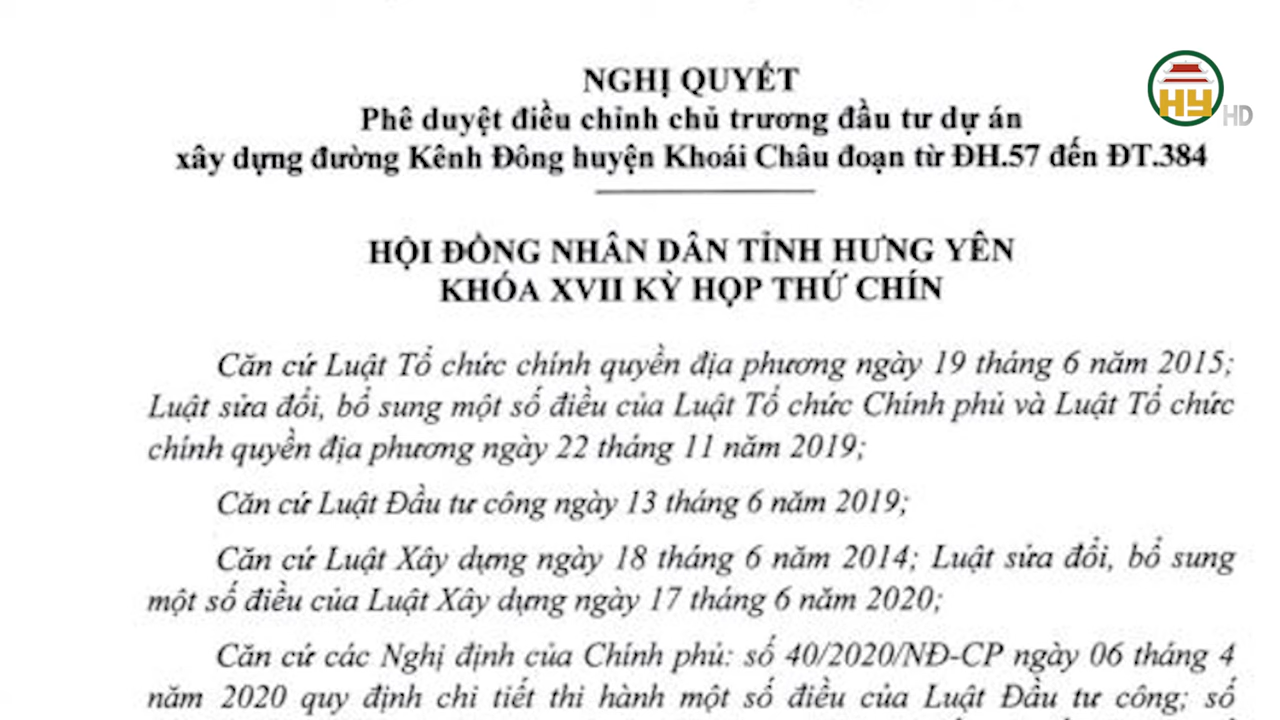 NGHỊ QUYẾT
Phê duyệt điều chỉnh chủ trương đầu tư dự án
xây dựng đường Kênh Đông huyện Khoái Châu đoạn từ ĐH.57 đến ĐT.384
HỘI ĐỒNG NHÂN DÂN TỈNH HƯNG YÊN
KHÓA XVII KỲ HỌP THỨ CHÍN
Căn cứ Luật Tổ chức chính quyền địa phương ngày 19 tháng 6 năm 2015;
Luật sửa đổi, bổ sung một số điều của Luật Tổ chức Chính phủ và Luật Tổ chức
chính quyền địa phương ngày 22 tháng 11 năm 2019;
Căn cứ Luật Đầu tư công ngày 13 tháng 6 năm 2019;
Căn cứ Luật Xây dựng ngày 18 tháng 6 năm 2014; Luật sửa đổi, bổ sung
một số điều của Luật Xây dựng ngày 17 tháng 6 năm 2020;
Căn cứ các Nghị định của Chính phủ: số 40/2020/NĐ-CP ngày 06 tháng 4
năm 2020 quy định chi tiết thi hành một số điều của Luật Đầu tư công; số
HY HD